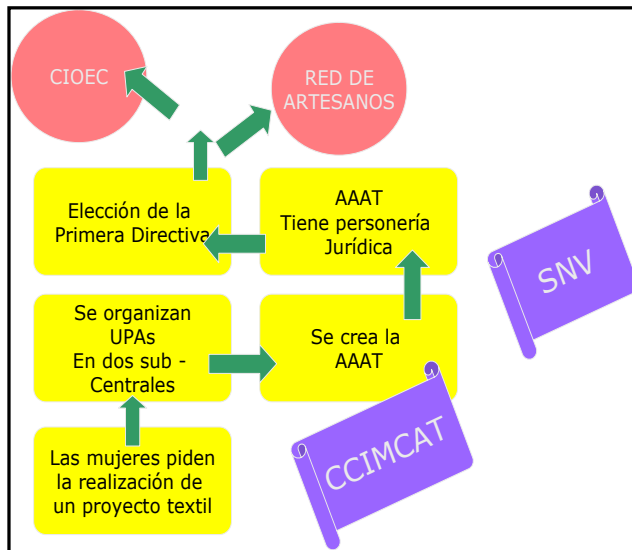 CIOEC
RED DE
ARTESANOS
Elección de la
Primera Directiva
AAAT
Tiene personería
Jurídica
SNV
Se organizan
UPAs
En dos sub -
Centrales
Se crea la
AAAT
CCIMCAT
Las mujeres piden
la realización de
un proyecto textil